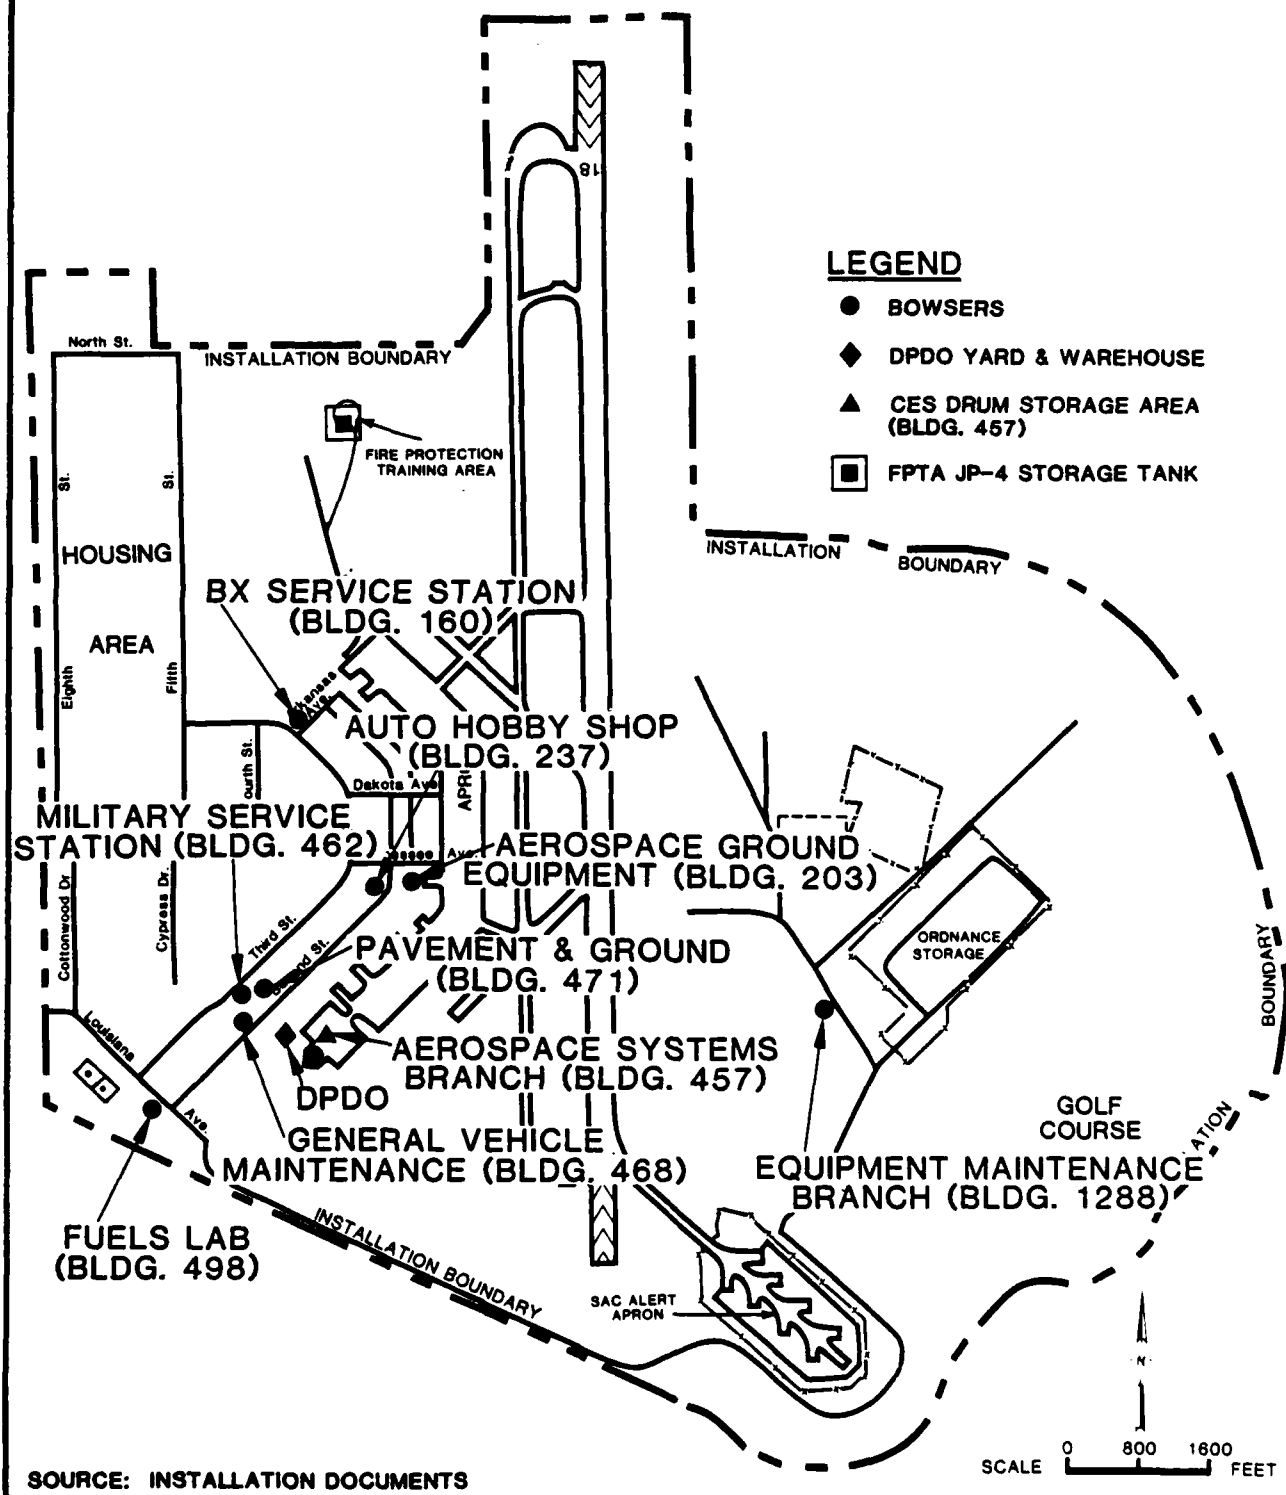 18
LEGEND
BOWSERS
DPDO YARD & WAREHOUSE
CES DRUM STORAGE AREA
(BLDG. 457)
FPTA JP-4 STORAGE TANK
North St.
INSTALLATION BOUNDARY
FIRE PROTECTION
TRAINING AREA
St.
St.
HOUSING
AREA
Eighth
Fifth
INSTALLATION
BOUNDARY
BX SERVICE STATION
(BLDG. 160)
Ave.
AUTO HOBBY SHOP
(BLDG. 237)
St.
Dakota Ave
MILITARY SERVICE
STATION (BLDG. 462)
Ave.
AEROSPACE GROUND
EQUIPMENT (BLDG. 203)
Cottonwood Dr
Cypress Dr.
Third St.
St.
PAVEMENT & GROUND
(BLDG. 471)
ORDNANCE
STORAGE
BOUNDARY
Louisiana
Ave.
AEROSPACE SYSTEMS
BRANCH (BLDG. 457)
DPDO
GENERAL VEHICLE
MAINTENANCE (BLDG. 468)
GOLF
COURSE
EQUIPMENT MAINTENANCE
BRANCH (BLDG. 1288)
FUELS LAB
(BLDG. 498)
INSTALLATION BOUNDARY
SAC ALERT
APRON
N
SCALE 0 800 1600 FEET
SOURCE: INSTALLATION DOCUMENTS